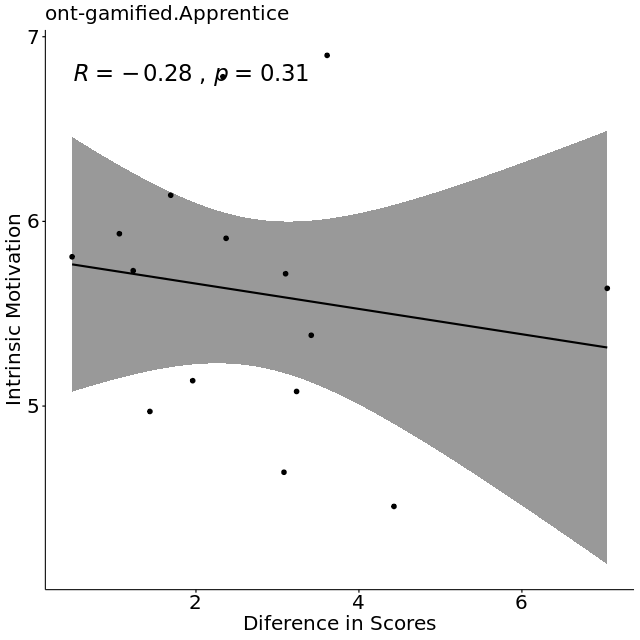 ont-gamified.Apprentice
R = −0.28 , p = 0.31
7
6
5
Intrinsic Motivation
2 4 6
Diference in Scores